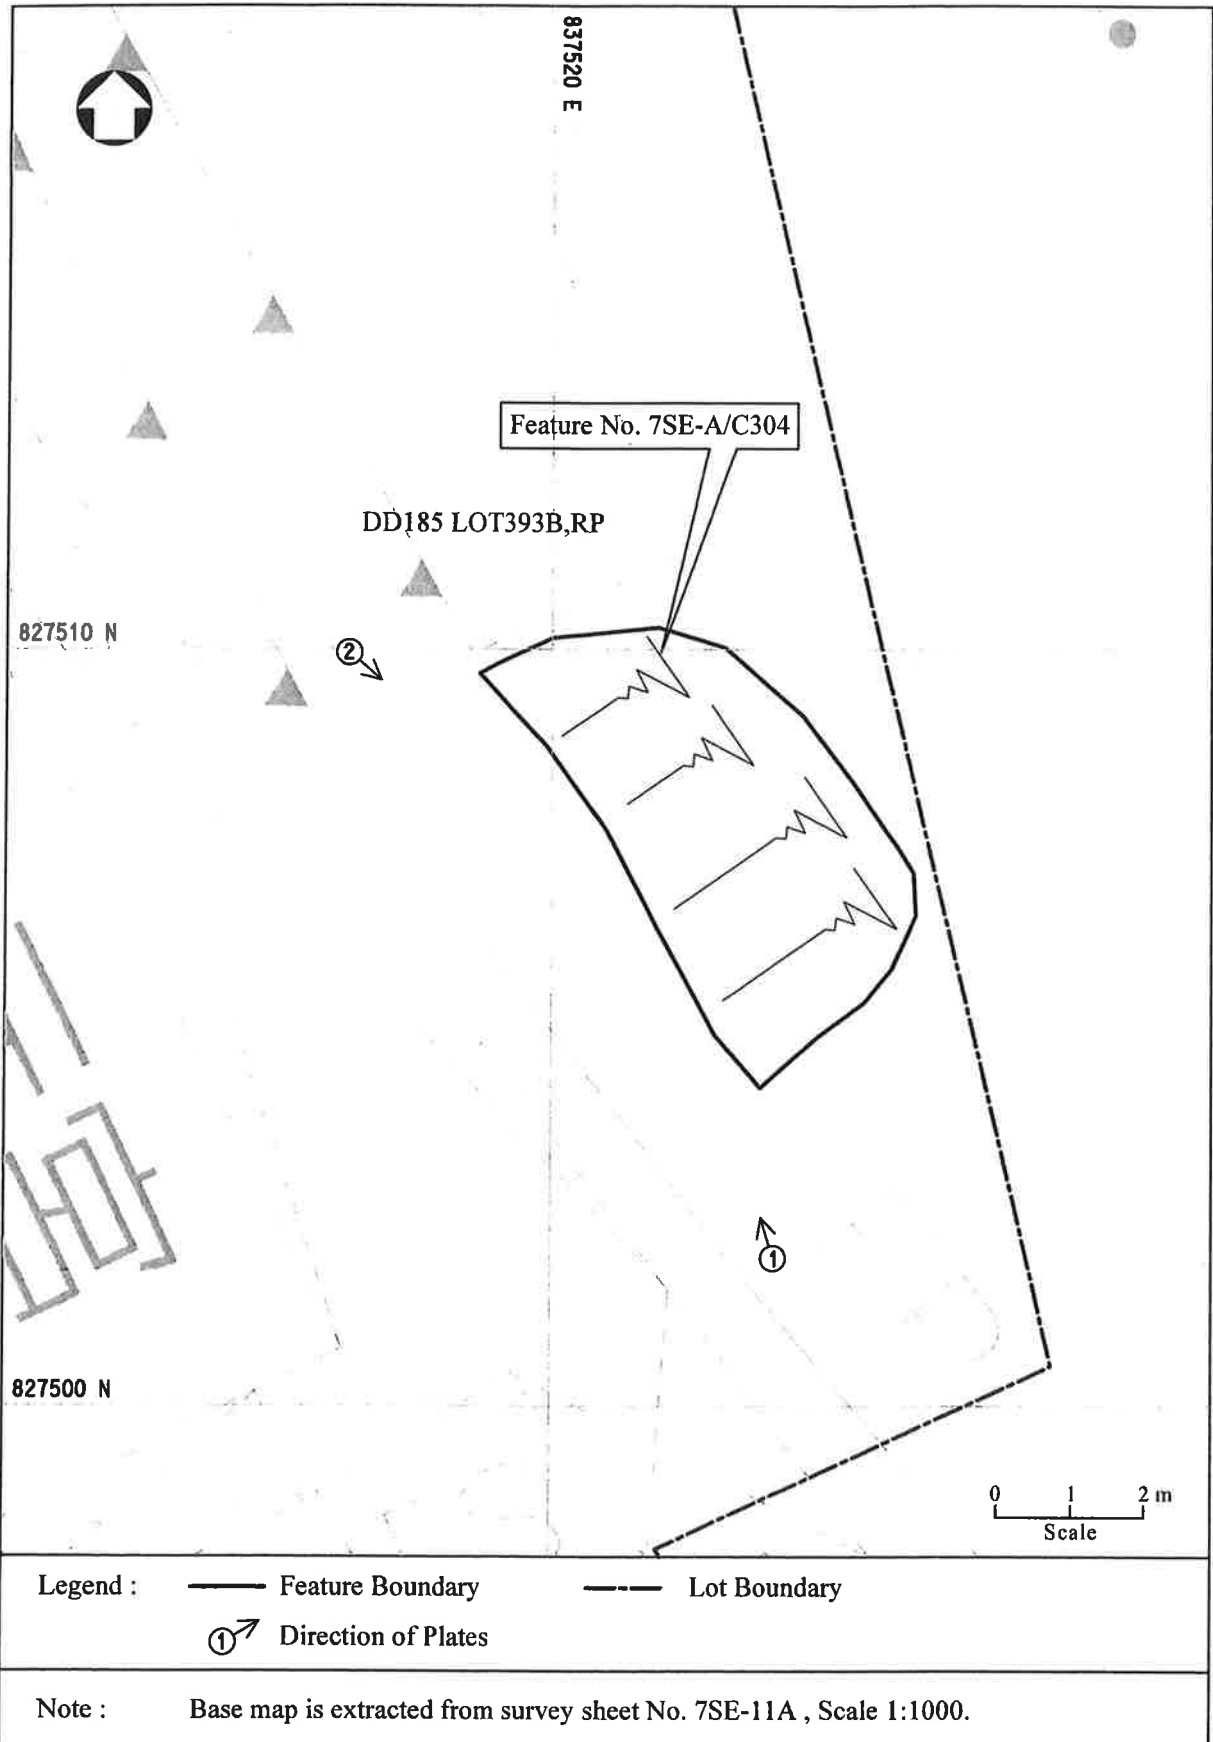 837520 E
Feature No. 7SE-A/C304
DD185 LOT393B,RP
827510 N
2
1
827500 N
0 1 2 m
Scale
Legend : Feature Boundary Lot Boundary
1 Direction of Plates
Note : Base map is extracted from survey sheet No. 7SE-11A , Scale 1:1000.